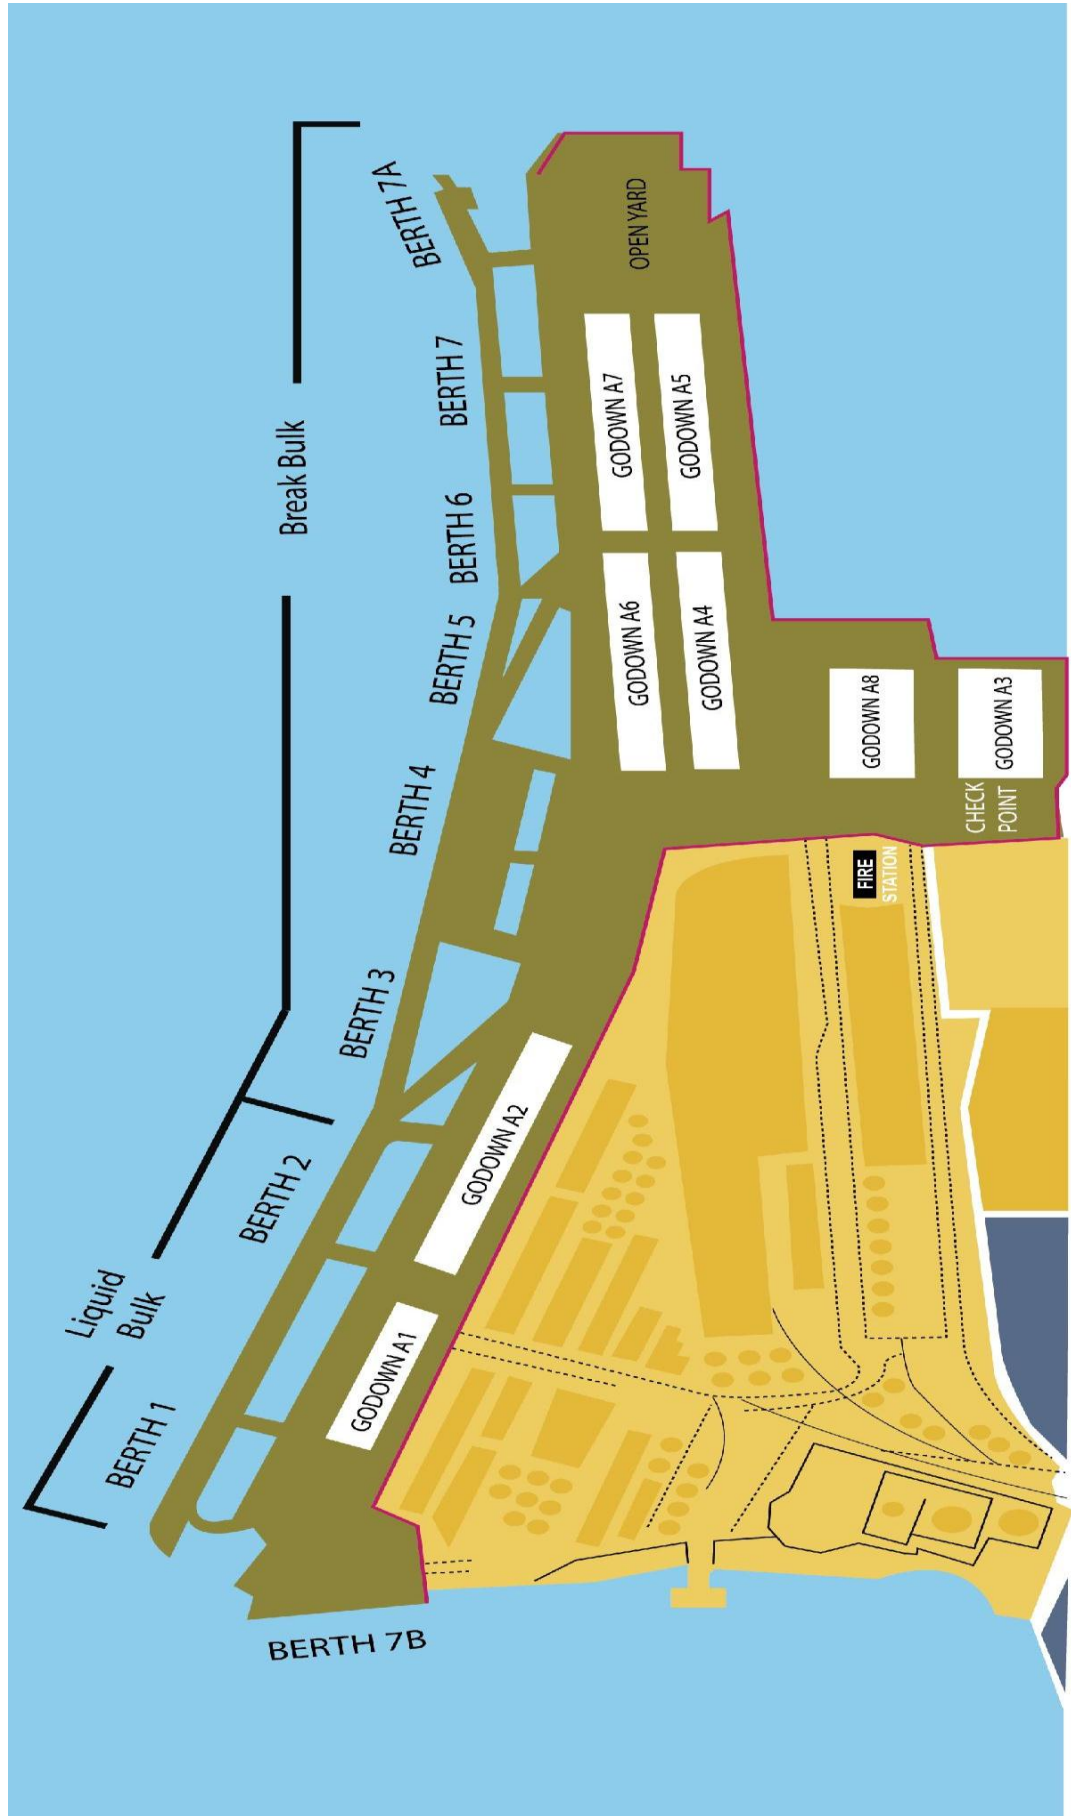 Liquid
Bulk
Break Bulk
BERTH 1
BERTH 2
BERTH 3
BERTH 4
BERTH 5
BERTH 6
BERTH 7
BERTH 7A
BERTH 7B
GODOWN A1
GODOWN A2
GODOWN A6
GODOWN A7
GODOWN A4
GODOWN A5
OPEN YARD
GODOWN A8
GODOWN A3
CHECK
POINT
FIRE
STATION